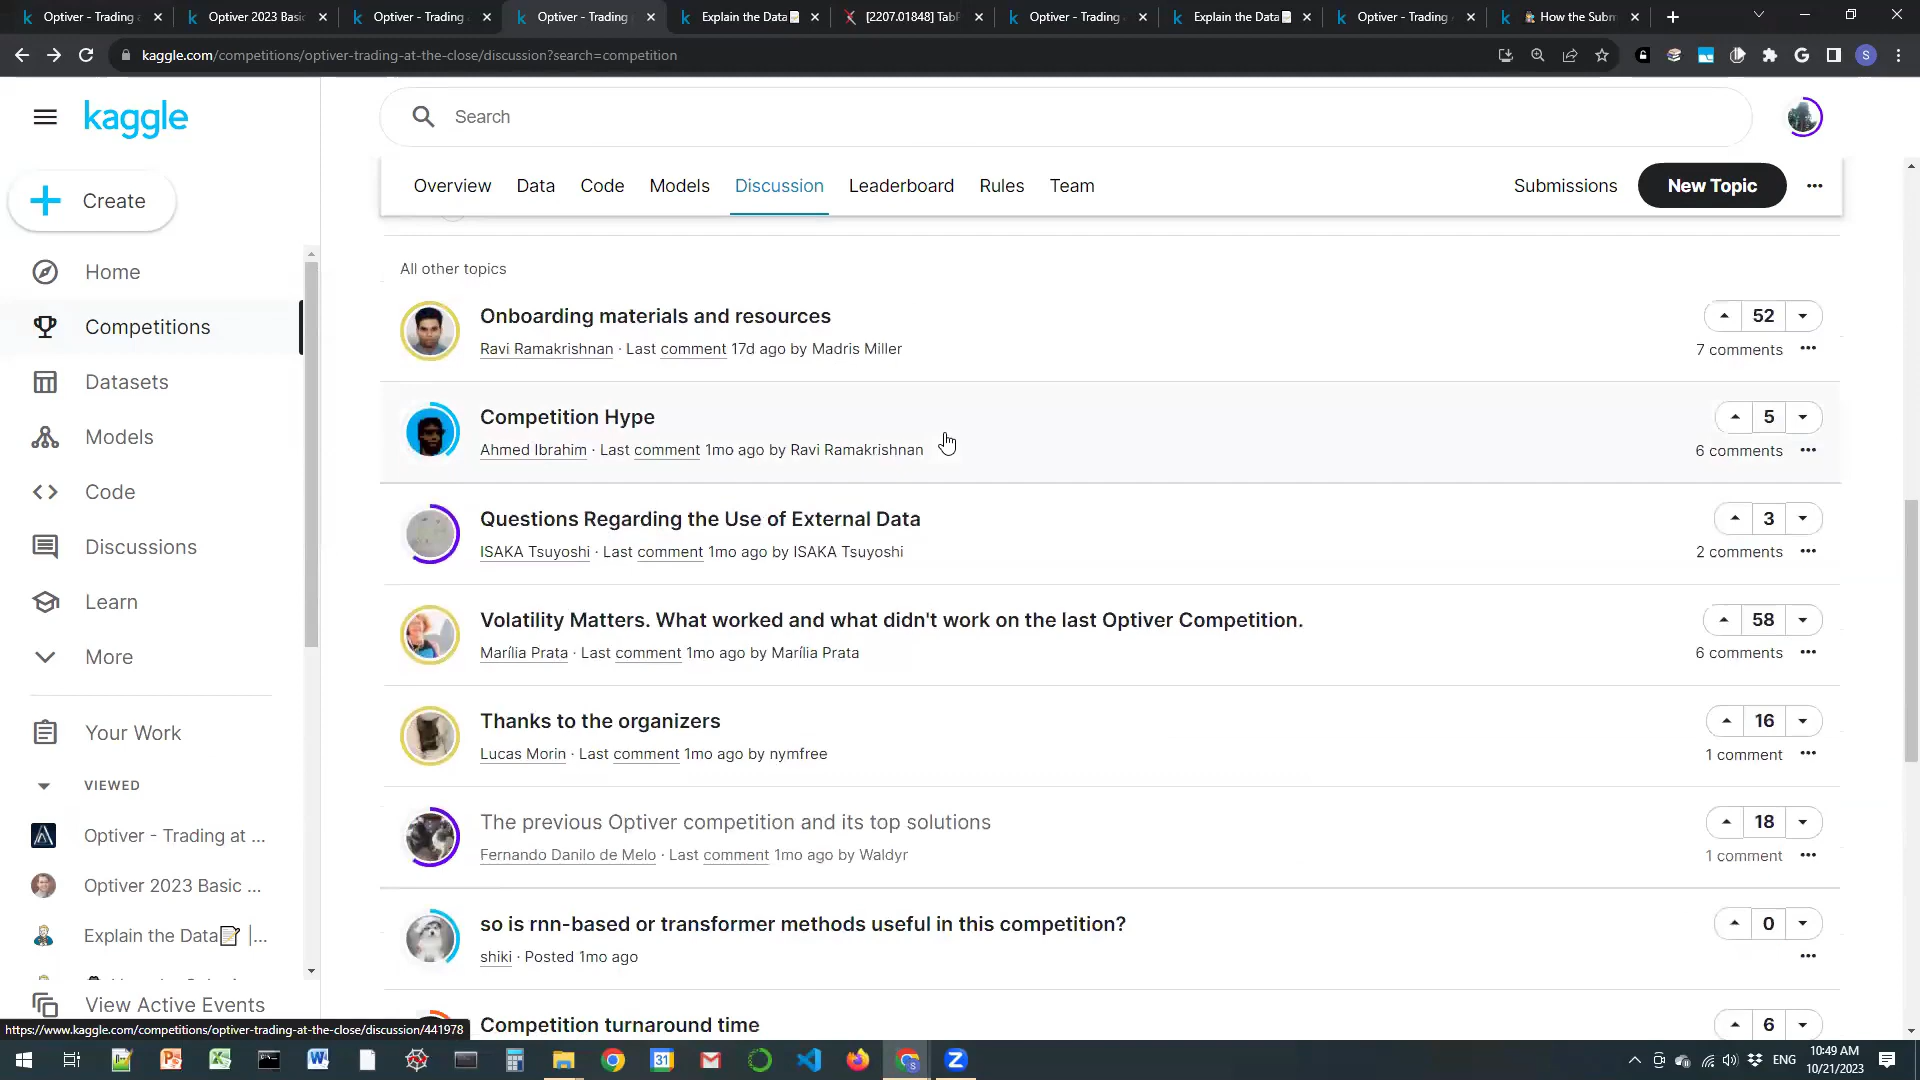 Optiver - Trading
Optiver 2023 Basic
Optiver - Trading
Optiver - Trading
Explain the Data
[2207.01848] TabP
Optiver - Trading
Explain the Data
Optiver - Trading
How the Subm
kaggle.com/competitions/optiver-trading-at-the-close/discussion?search=competition
S
kaggle
Search
Create
Home
Competitions
Datasets
Models
Code
Discussions
Learn
More
Your Work
VIEWED
Optiver - Trading at ...
Optiver 2023 Basic ...
Explain the Data |...
View Active Events
https://www.kaggle.com/competitions/optiver-trading-at-the-close/discussion/441978
Overview Data Code Models Discussion Leaderboard Rules Team
Submissions New Topic
All other topics
Onboarding materials and resources
52
Ravi Ramakrishnan · Last comment 17d ago by Madris Miller
7 comments
Competition Hype
5
Ahmed Ibrahim · Last comment 1mo ago by Ravi Ramakrishnan
6 comments
Questions Regarding the Use of External Data
3
ISAKA Tsuyoshi · Last comment 1mo ago by ISAKA Tsuyoshi
2 comments
Volatility Matters. What worked and what didn't work on the last Optiver Competition.
58
Marília Prata · Last comment 1mo ago by Marília Prata
6 comments
Thanks to the organizers
16
Lucas Morin · Last comment 1mo ago by nymfree
1 comment
The previous Optiver competition and its top solutions
18
Fernando Danilo de Melo · Last comment 1mo ago by Waldyr
1 comment
so is rnn-based or transformer methods useful in this competition?
0
shiki · Posted 1mo ago
Competition turnaround time
6
ENG
10:49 AM
10/21/2023